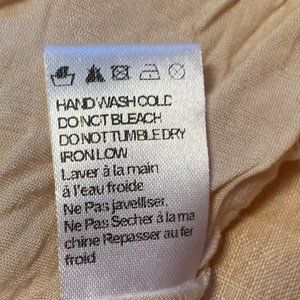 HAND WASH COLD
DO NOT BLEACH
DO NOT TUMBLE DRY
IRON LOW
Laver à la main
à l'eau froide
Ne Pas javelliser.
Ne Pas Secher à la ma
chine Repasser au fer
froid